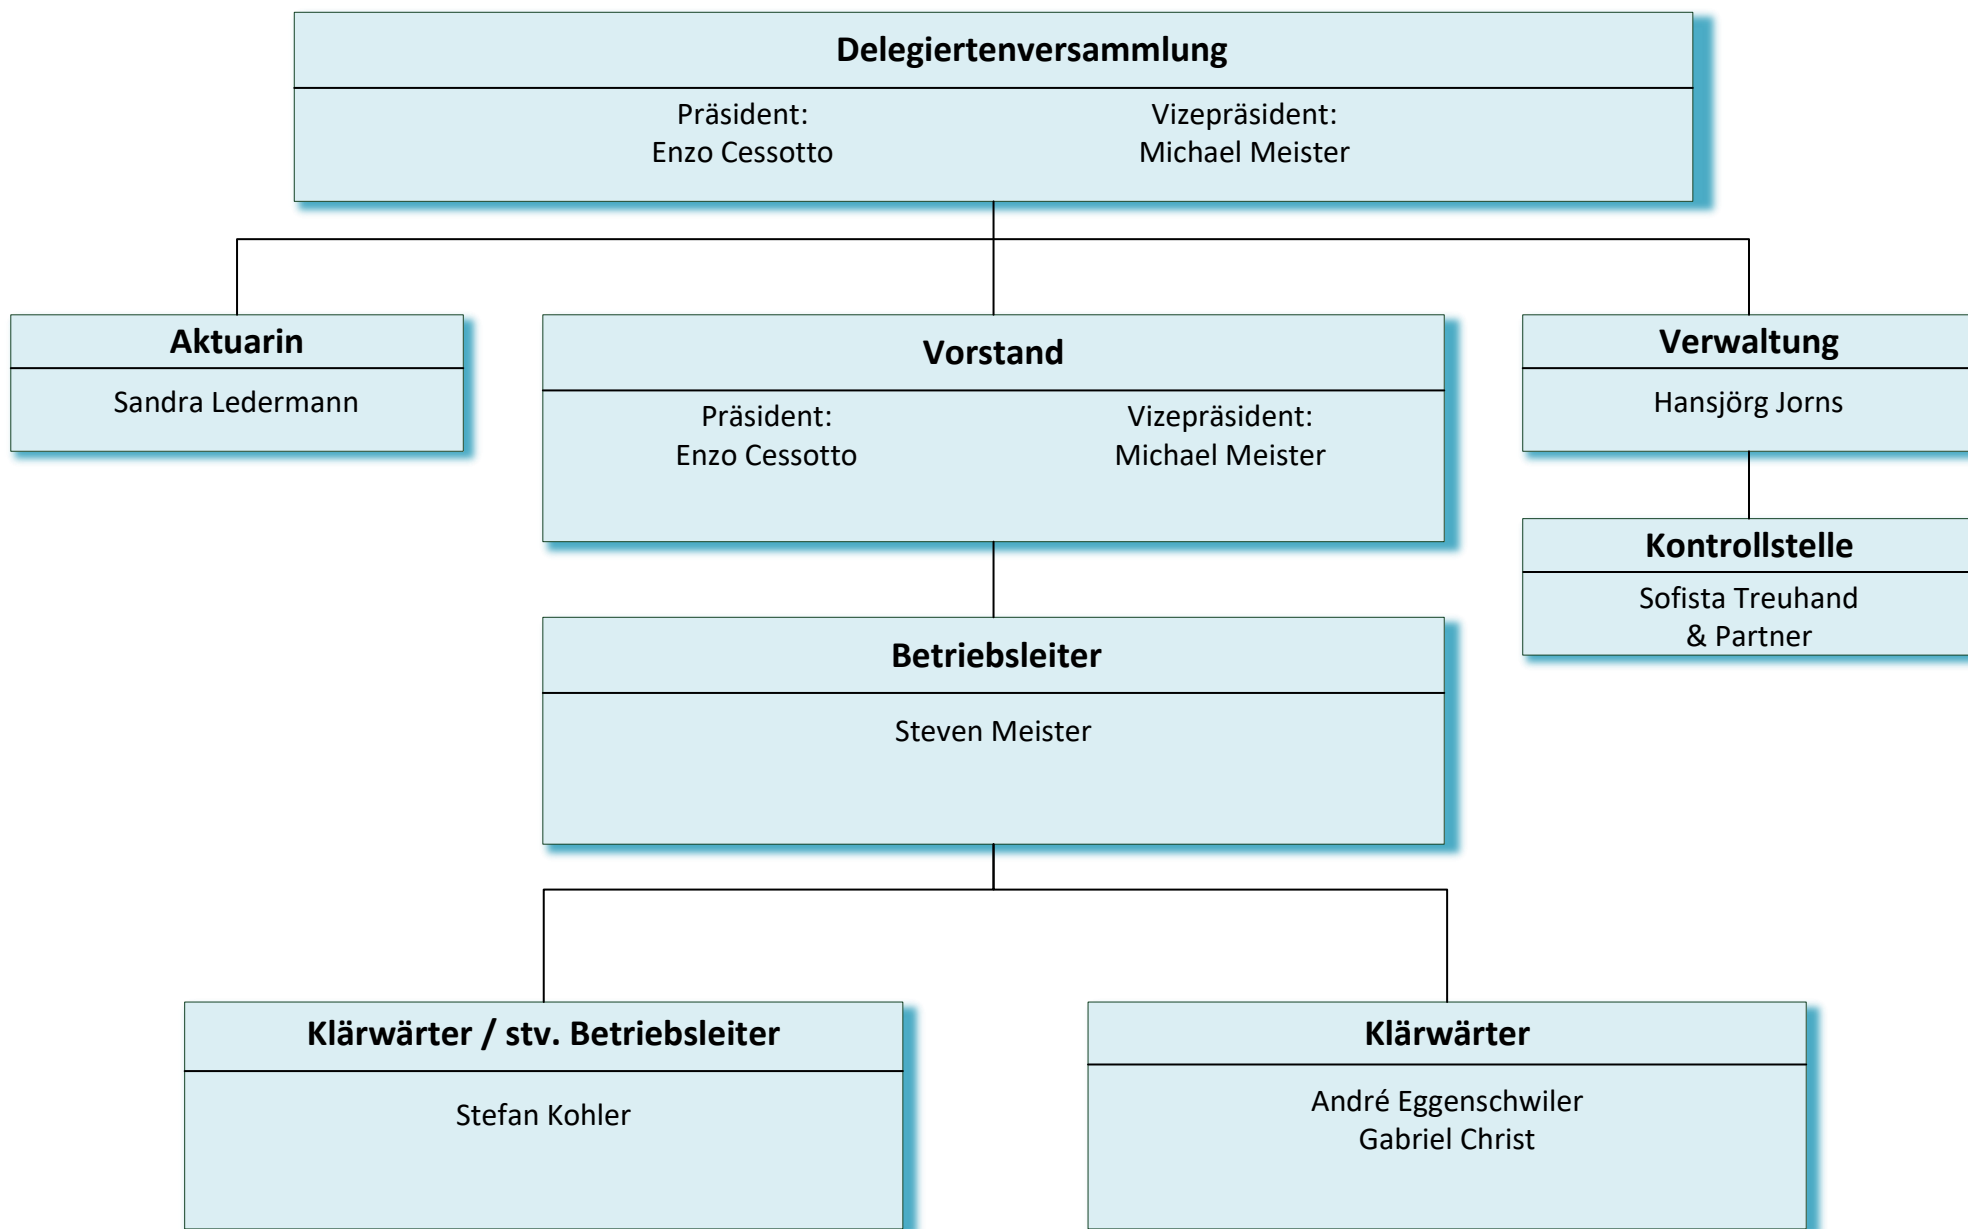 Delegiertenversammlung
Präsident:
Enzo Cessotto
Vizepräsident:
Michael Meister
Aktuarin
Sandra Ledermann
Vorstand
Präsident:
Enzo Cessotto
Vizepräsident:
Michael Meister
Verwaltung
Hansjörg Jorns
Kontrollstelle
Sofista Treuhand
& Partner
Betriebsleiter
Steven Meister
Klärwärter / stv. Betriebsleiter
Stefan Kohler
Klärwärter
André Eggenschwiler
Gabriel Christ